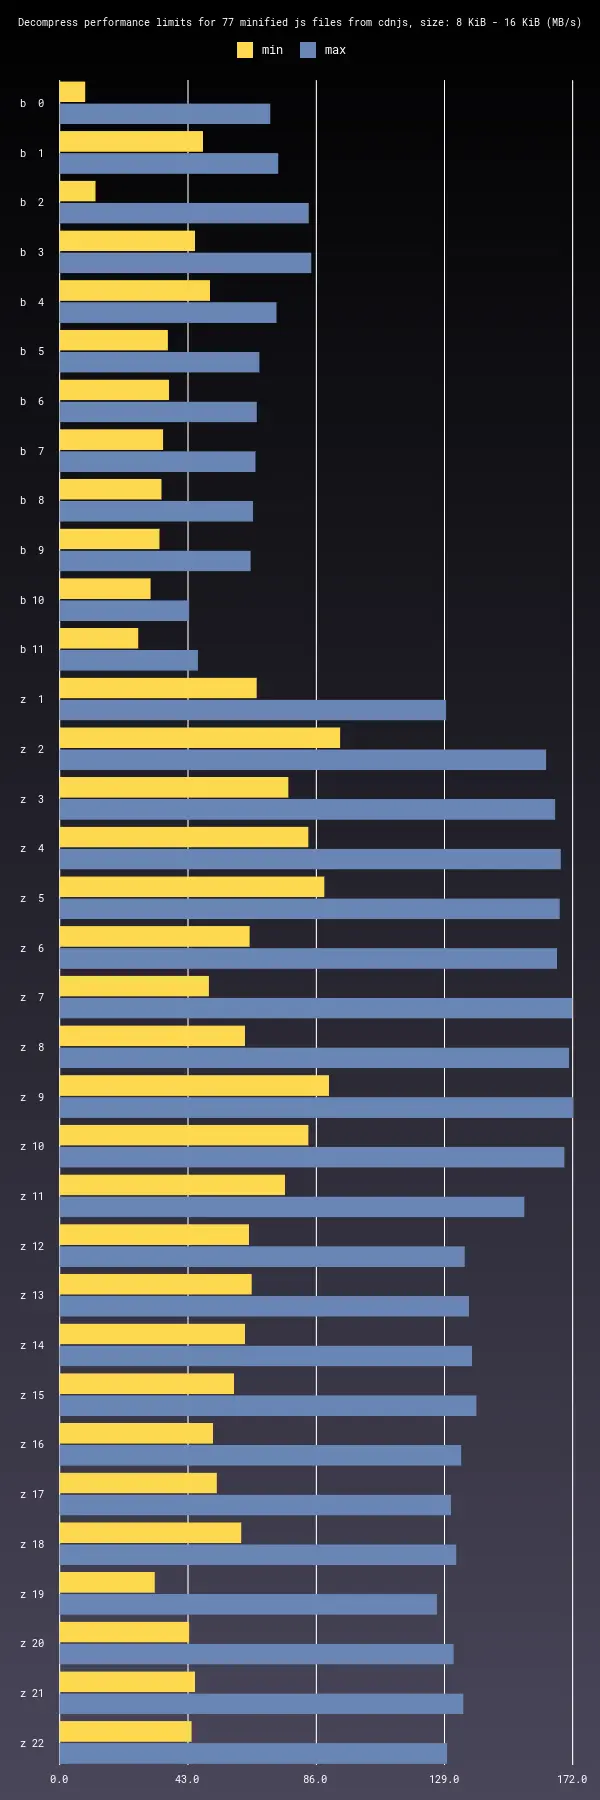 Decompress performance limits for 77 minified js files from cdnjs, size: 8 KiB - 16 KiB (MB/s)
min max
b 0
b 1
b 2
b 3
b 4
b 5
b 6
b 7
b 8
b 9
b 10
b 11
z 1
z 2
z 3
z 4
z 5
z 6
z 7
z 8
z 9
z 10
z 11
z 12
z 13
z 14
z 15
z 16
z 17
z 18
z 19
z 20
z 21
z 22
0.0 43.0 86.0 129.0 172.0